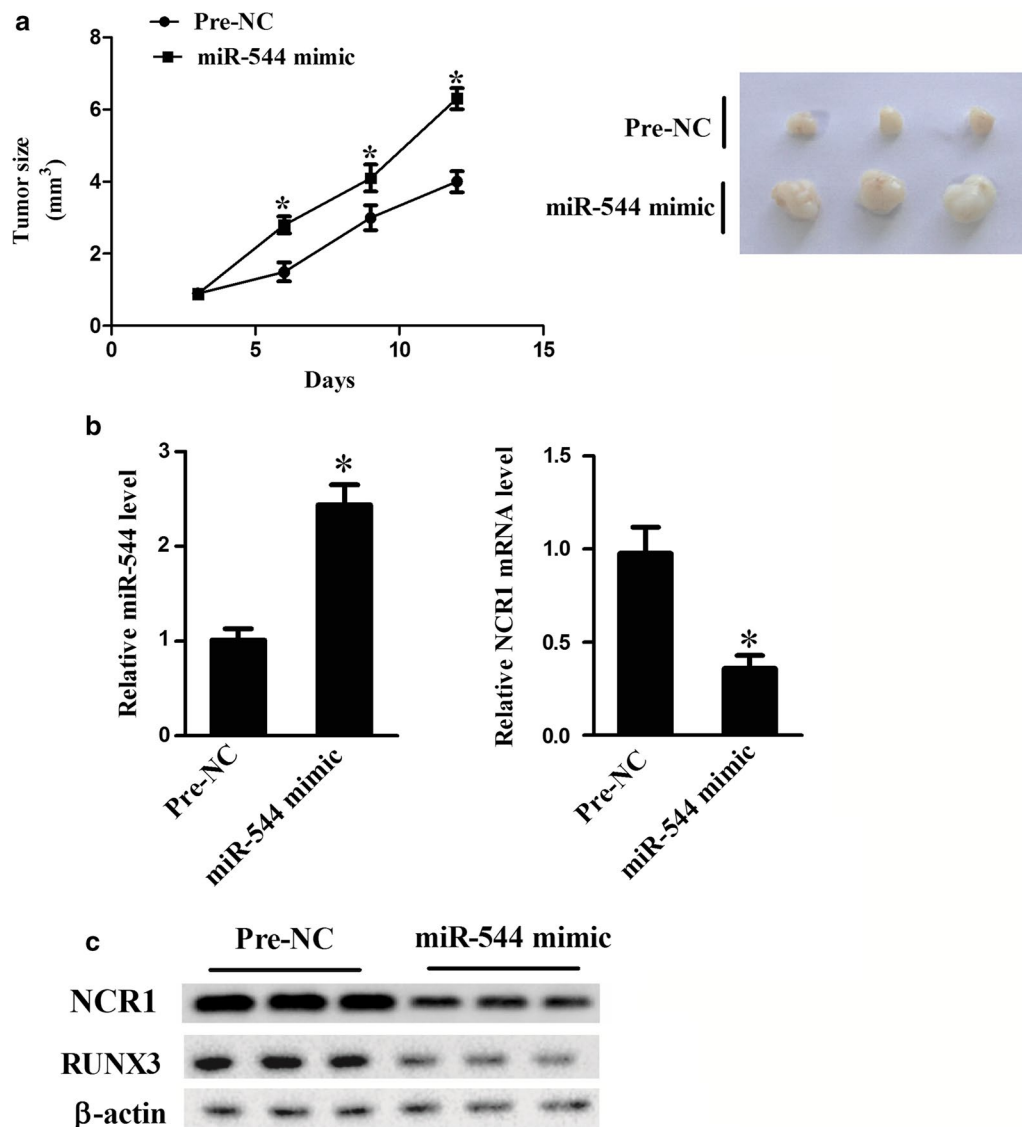 a
Pre-NC
miR-544 mimic
Tumor size
(mm³)
8
6
4
2
0
*
*
*
*
0
5
10
15
Days
Pre-NC
miR-544 mimic
b
Relative miR-544 level
3
2
1
0
*
Pre-NC
miR-544 mimic
Relative NCR1 mRNA level
1.5
1.0
0.5
0.0
*
Pre-NC
miR-544 mimic
c
Pre-NC
miR-544 mimic
NCR1
RUNX3
β-actin